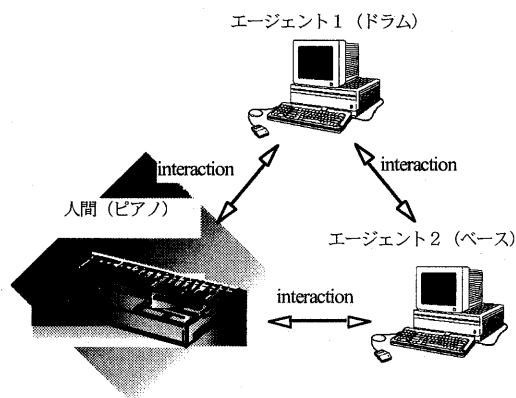 エージェント1(ドラム)
interaction
interaction
人間(ピアノ)
エージェント2(ベース)
interaction